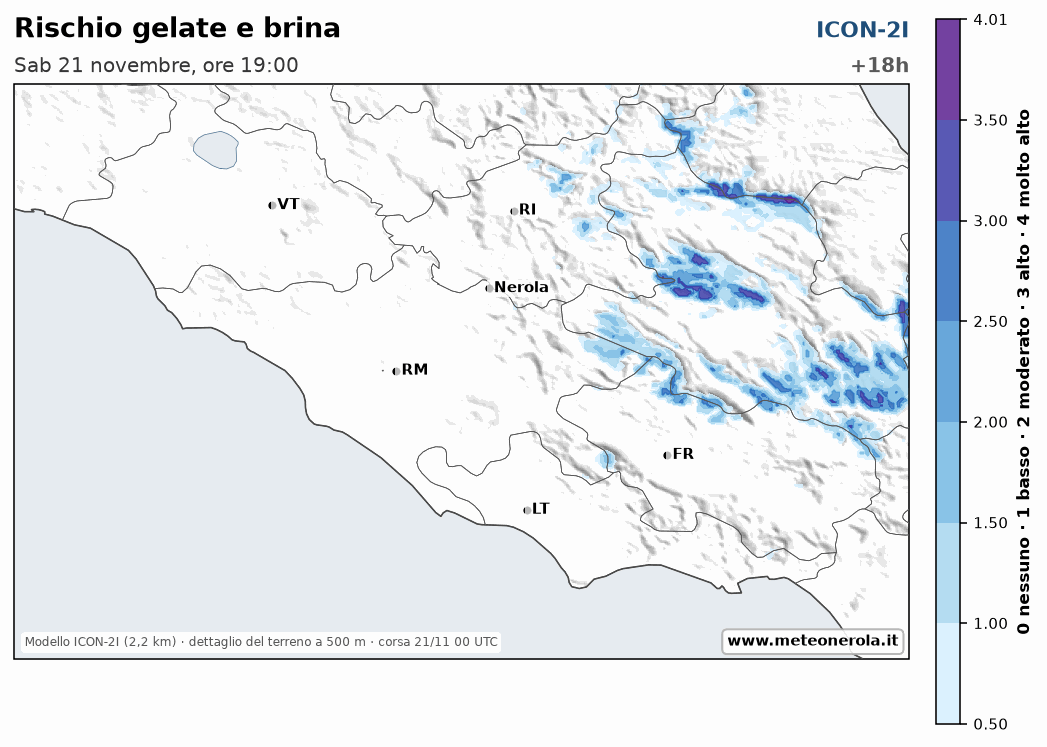 Rischio gelate e brina
ICON-2I
Sab 21 novembre, ore 19:00
+18h
VT
RI
Nerola
RM
FR
LT
Modello ICON-2I (2,2 km) · dettaglio del terreno a 500 m · corsa 21/11 00 UTC
www.meteonerola.it
4.01
3.50
3.00
2.50
2.00
1.50
1.00
0.50
0 nessuno · 1 basso · 2 moderato · 3 alto · 4 molto alto